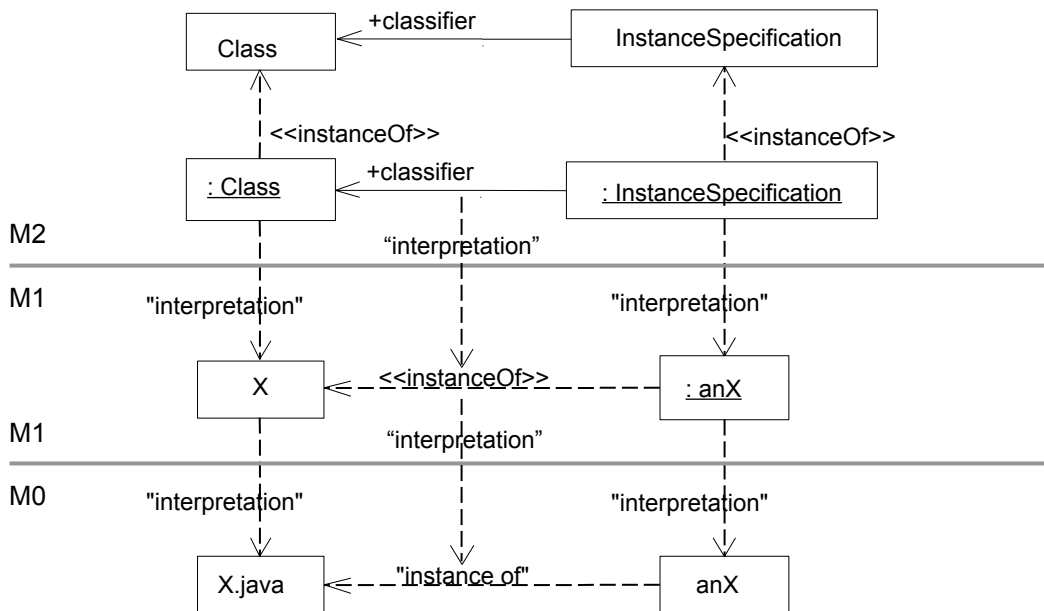 +classifier
Class
InstanceSpecification
<<instanceOf>>
<<instanceOf>>
+classifier
: Class
: InstanceSpecification
M2
“interpretation”
M1
"interpretation"
"interpretation"
X
<<instanceOf>>
: anX
M1
“interpretation”
M0
"interpretation"
"interpretation"
X.java
"instance of"
anX